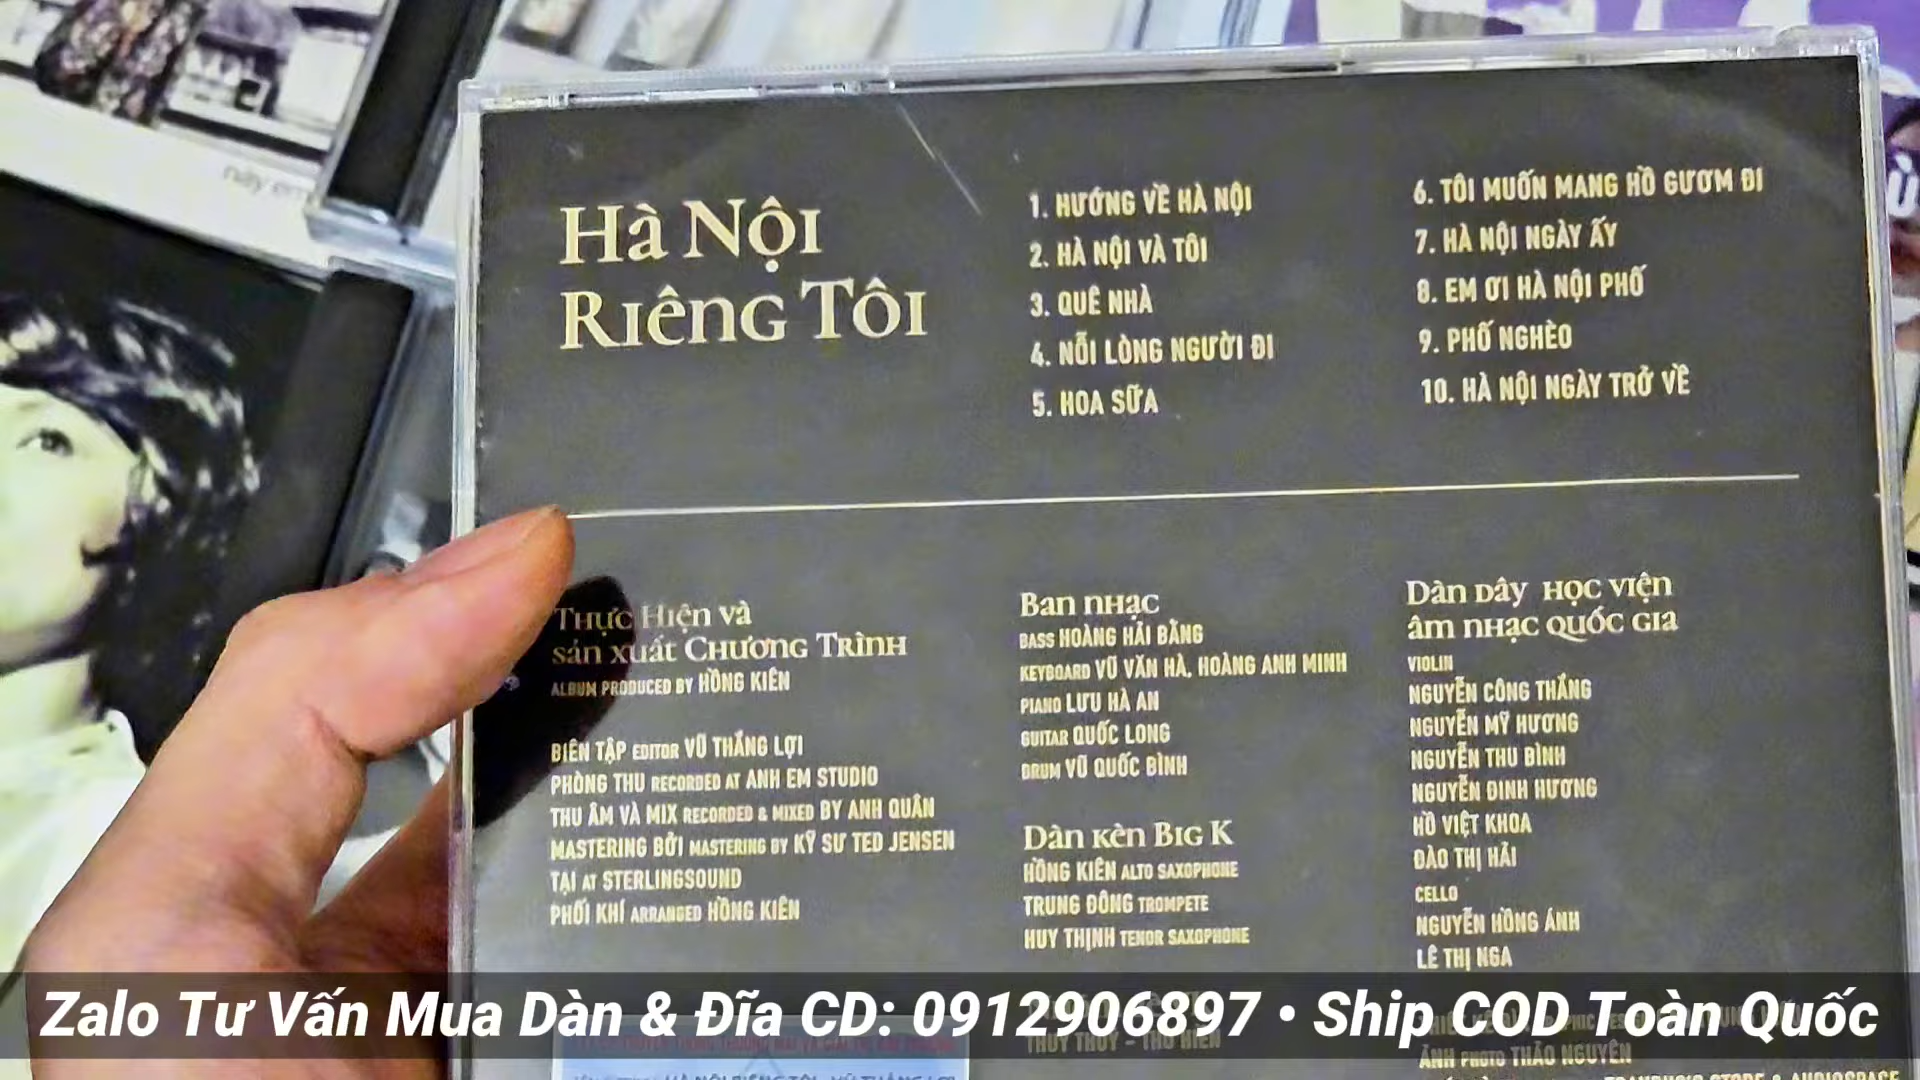 Hà Nội
Riêng Tôi
1. HƯỚNG VỀ HÀ NỘI
2. HÀ NỘI VÀ TÔI
3. QUÊ NHÀ
4. NỖI LÒNG NGƯỜI ĐI
5. HOA SỮA
6. TÔI MUỐN MANG HỒ GƯƠM ĐI
7. HÀ NỘI NGÀY ẤY
8. EM ƠI HÀ NỘI PHỐ
9. PHỐ NGHÈO
10. HÀ NỘI NGÀY TRỞ VỀ
Thực Hiện và
sản xuất Chương Trình
ALBUM PRODUCED BY HỒNG KIÊN
BIÊN TẬP EDITOR VŨ THẮNG LỢI
PHÒNG THU RECORDED AT ANH EM STUDIO
THU ÂM VÀ MIX RECORDED & MIXED BY ANH QUÂN
MASTERING BỞI MASTERING BY KỸ SƯ TED JENSEN
TẠI AT STERLINGSOUND
PHỐI KHÍ ARRANGED HỒNG KIÊN
Ban nhạc
BASS HOÀNG HẢI BẰNG
KEYBOARD VŨ VĂN HÀ, HOÀNG ANH MINH
PIANO LƯU HÀ AN
GUITAR QUỐC LONG
DRUM VŨ QUỐC BÌNH
Dàn kèn Big K
HỒNG KIÊN ALTO SAXOPHONE
TRUNG ĐÔNG TROMPETE
HUY THỊNH TENOR SAXOPHONE
Dàn Dây Học Viện
âm nhạc Quốc Gia
VIOLIN
NGUYỄN CÔNG THẮNG
NGUYỄN MỸ HƯƠNG
NGUYỄN THU BÌNH
NGUYỄN ĐINH HƯƠNG
HỒ VIỆT KHOA
ĐÀO THỊ HẢI
CELLO
NGUYỄN HỒNG ÁNH
LÊ THỊ NGA
Zalo Tư Vấn Mua Dàn & Đĩa CD: 0912906897 • Ship COD Toàn Quốc
THU HIỀN
ẢNH PHOTO THẢO NGUYÊN
này em